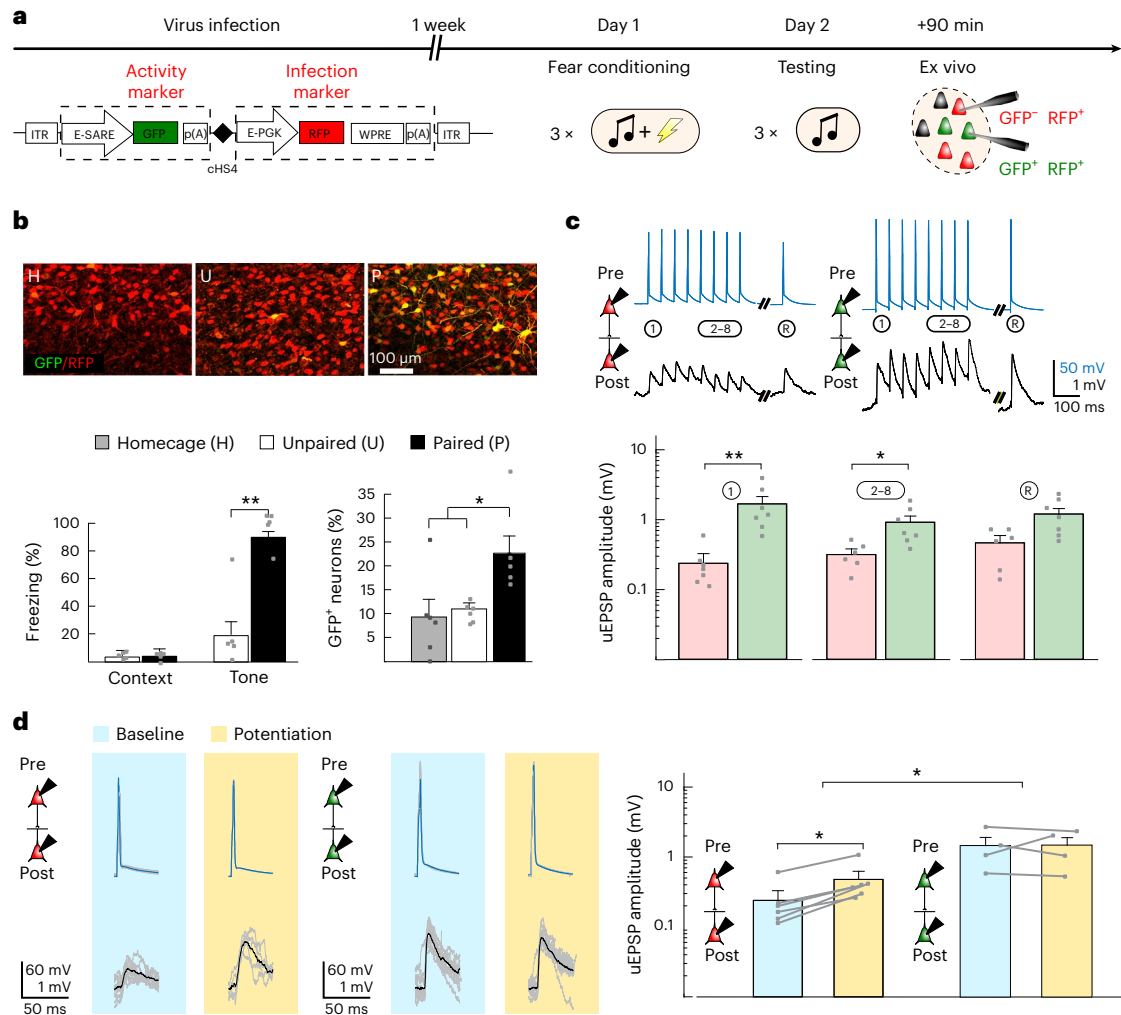 a
Virus infection
1 week
Day 1
Day 2
+90 min
Activity
marker
Infection
marker
Fear conditioning
Testing
Ex vivo
ITR
E-SARE
GFP
p(A)
cHS4
E-PGK
RFP
WPRE
p(A)
ITR
3 ×
+
3 ×
GFP⁻ RFP⁺
GFP⁺ RFP⁺
b
H
U
P
GFP/RFP
100 µm
Homecage (H)
Unpaired (U)
Paired (P)
Freezing (%)
100
80
60
40
20
**
Context
Tone
GFP⁺ neurons (%)
35
30
25
20
15
10
5
*
c
Pre
Post
1
2–8
R
Pre
Post
1
2–8
R
50 mV
1 mV
100 ms
uEPSP amplitude (mV)
10
1
0.1
**
1
*
2–8
R
d
Baseline
Potentiation
Pre
Post
60 mV
1 mV
50 ms
Pre
Post
60 mV
1 mV
50 ms
uEPSP amplitude (mV)
10
1
0.1
*
*
Pre
Post
Pre
Post